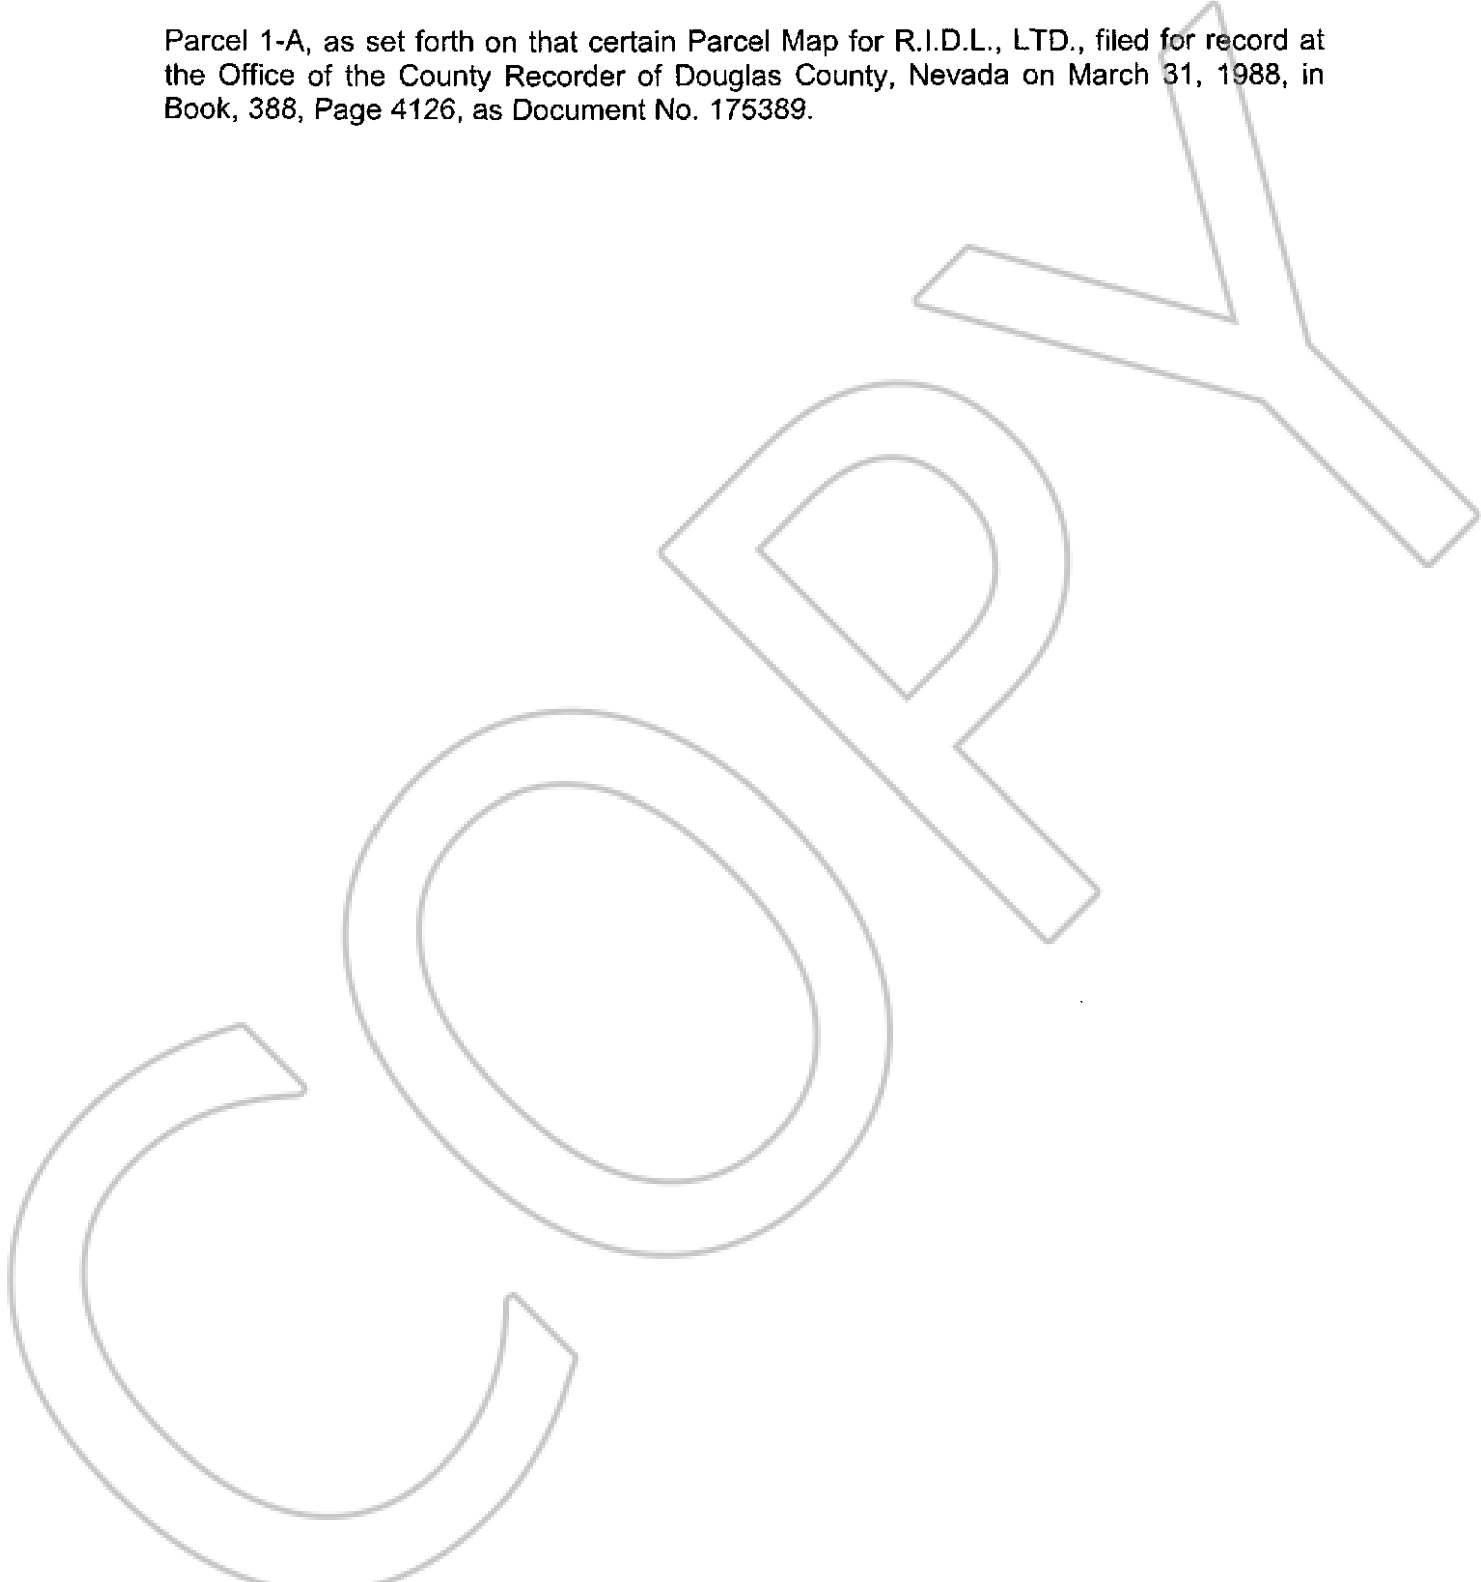 Parcel 1-A, as set forth on that certain Parcel Map for R.I.D.L., LTD., filed for record at
the Office of the County Recorder of Douglas County, Nevada on March 31, 1988, in
Book, 388, Page 4126, as Document No. 175389.
COPY